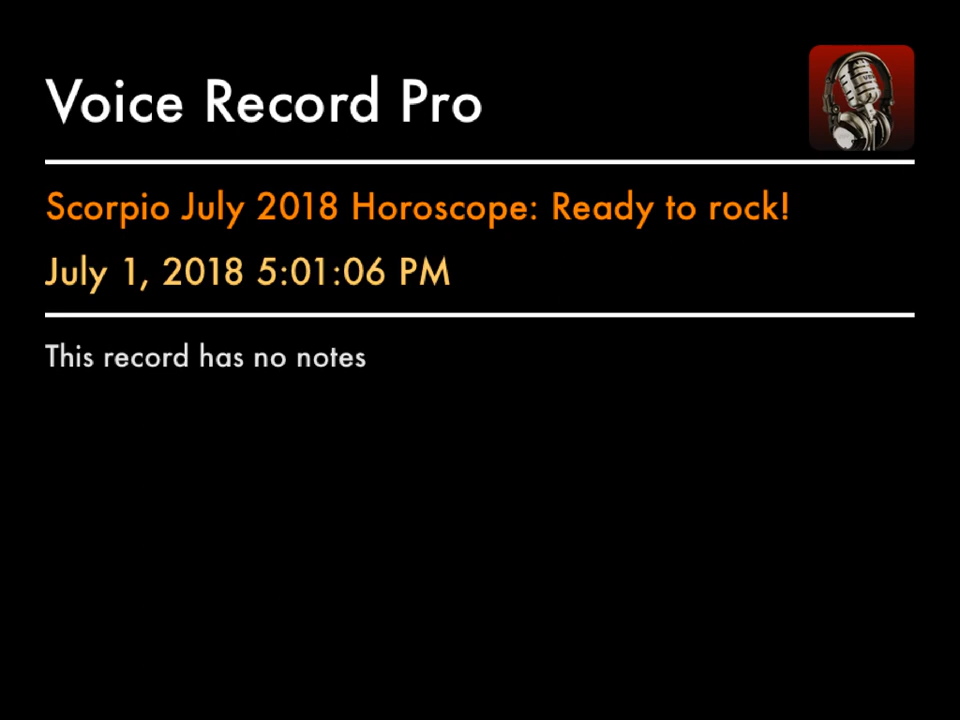 Voice Record Pro
Scorpio July 2018 Horoscope: Ready to rock!
July 1, 2018 5:01:06 PM
This record has no notes